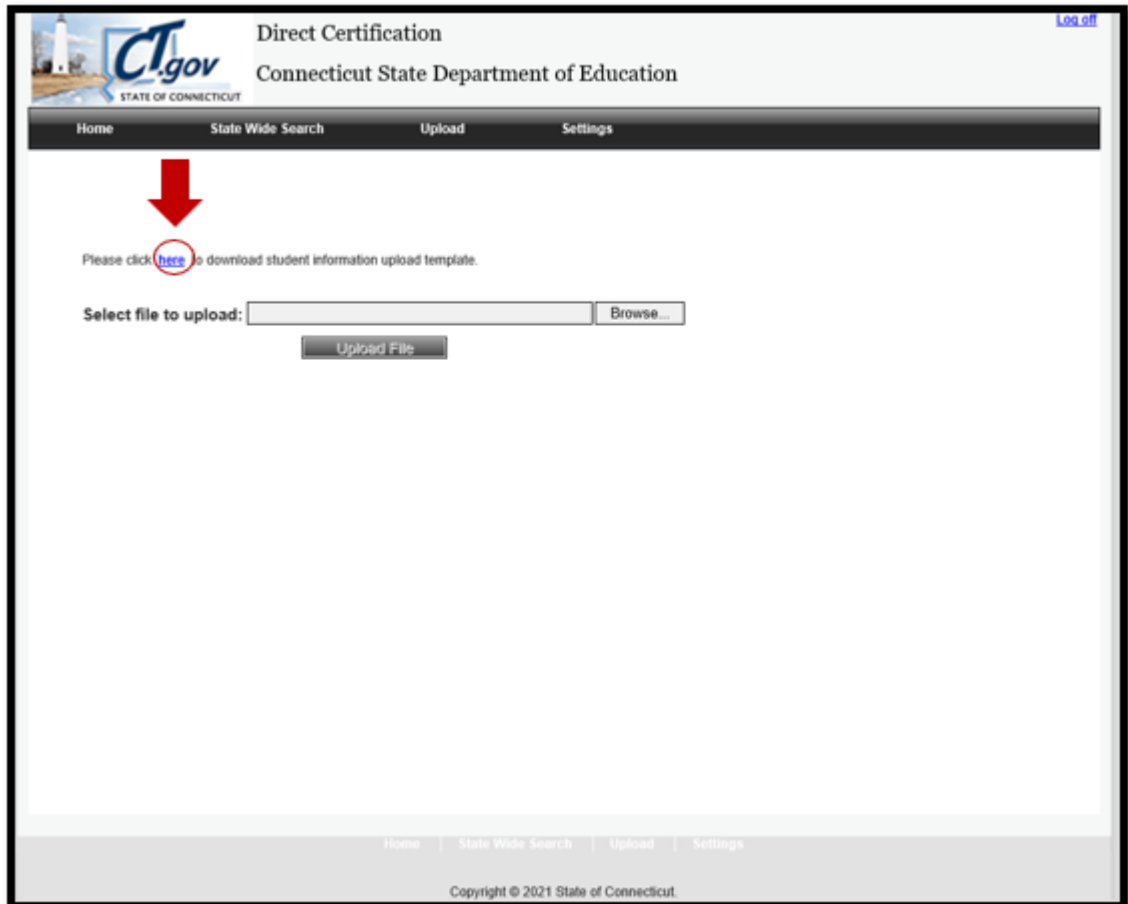 Log off
CT.gov
STATE OF CONNECTICUT
Direct Certification
Connecticut State Department of Education
Home State Wide Search Upload Settings
Please click here to download student information upload template.
Select file to upload: Browse...
Upload File
Home | State Wide Search | Upload | Settings
Copyright © 2021 State of Connecticut.